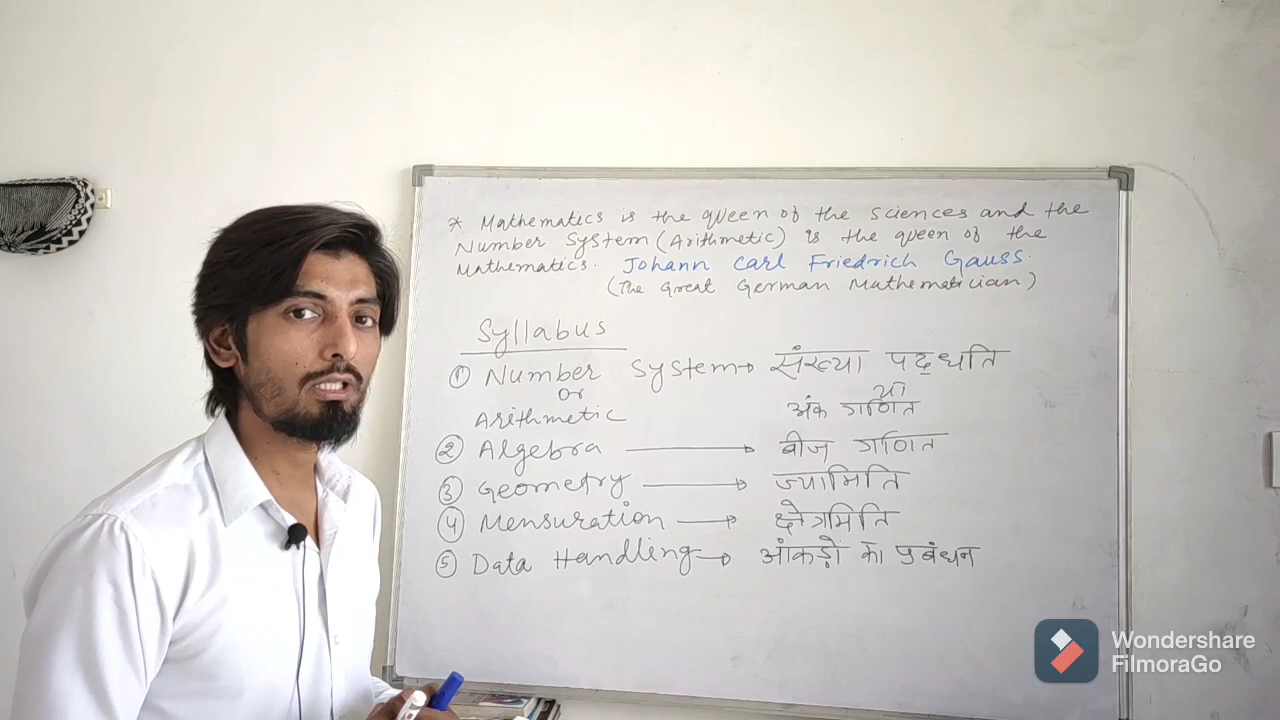 * Mathematics is the queen of the sciences and the
Number System (Arithmetic) is the queen of the
Mathematics. Johann Carl Friedrich Gauss.
(The Great German Mathematician)
Syllabus
① Number System → संख्या पद्धति
or या
Arithmetic अंक गणित
② Algebra → बीज गणित
③ Geometry → ज्यामिति
④ Mensuration → क्षेत्रमिति
⑤ Data Handling → आंकड़ों का प्रबंधन
Wondershare
FilmoraGo